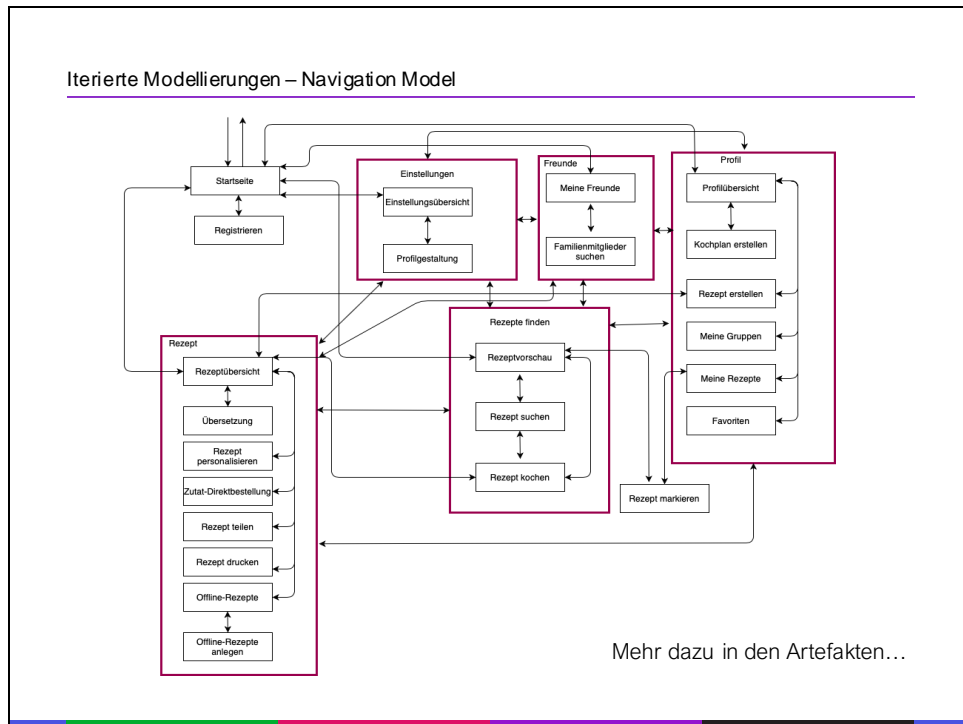 Iterierte Modellierungen – Navigation Model
Startseite
Registrieren
Einstellungen
Einstellungsübersicht
Profilgestaltung
Freunde
Meine Freunde
Familienmitglieder
suchen
Profil
Profilübersicht
Kochplan erstellen
Rezept erstellen
Meine Gruppen
Meine Rezepte
Favoriten
Rezepte finden
Rezeptvorschau
Rezept suchen
Rezept kochen
Rezept markieren
Rezept
Rezeptübersicht
Übersetzung
Rezept
personalisieren
Zutat-Direktbestellung
Rezept teilen
Rezept drucken
Offline-Rezepte
Offline-Rezepte
anlegen
Mehr dazu in den Artefakten…